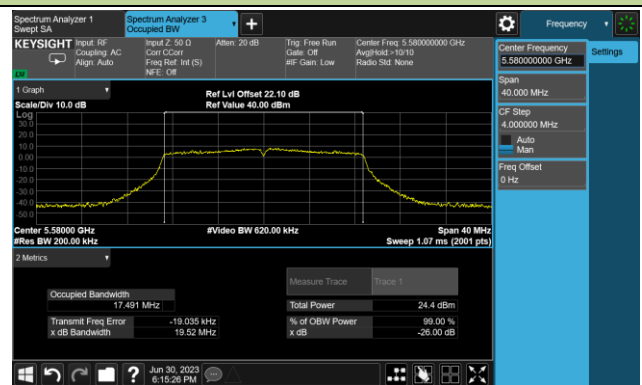 Spectrum Analyzer 1
Swept SA
Spectrum Analyzer 3
Occupied BW
Frequency
KEYSIGHT
Input: RF
Coupling: AC
Align: Auto
Input Z: 50 Ω
Corr CCorr
Freq Ref: Int (S)
NFE: Off
Atten: 20 dB
Trig: Free Run
Gate: Off
#IF Gain: Low
Center Freq: 5.580000000 GHz
Avg|Hold:>10/10
Radio Std: None
Center Frequency
5.580000000 GHz
Settings
Span
40.000 MHz
CF Step
4.000000 MHz
Auto
Man
Freq Offset
0 Hz
1 Graph
Scale/Div 10.0 dB
Ref Lvl Offset 22.10 dB
Ref Value 40.00 dBm
Log
30.0
20.0
10.0
0.00
-10.0
-20.0
-30.0
-40.0
-50.0
Center 5.58000 GHz
#Res BW 200.00 kHz
#Video BW 620.00 kHz
Span 40 MHz
Sweep 1.07 ms (2001 pts)
2 Metrics
Measure Trace
Trace 1
Occupied Bandwidth
17.491 MHz
Total Power
24.4 dBm
Transmit Freq Error
-19.035 kHz
% of OBW Power
99.00 %
x dB Bandwidth
19.52 MHz
x dB
-26.00 dB
Jun 30, 2023
6:15:26 PM